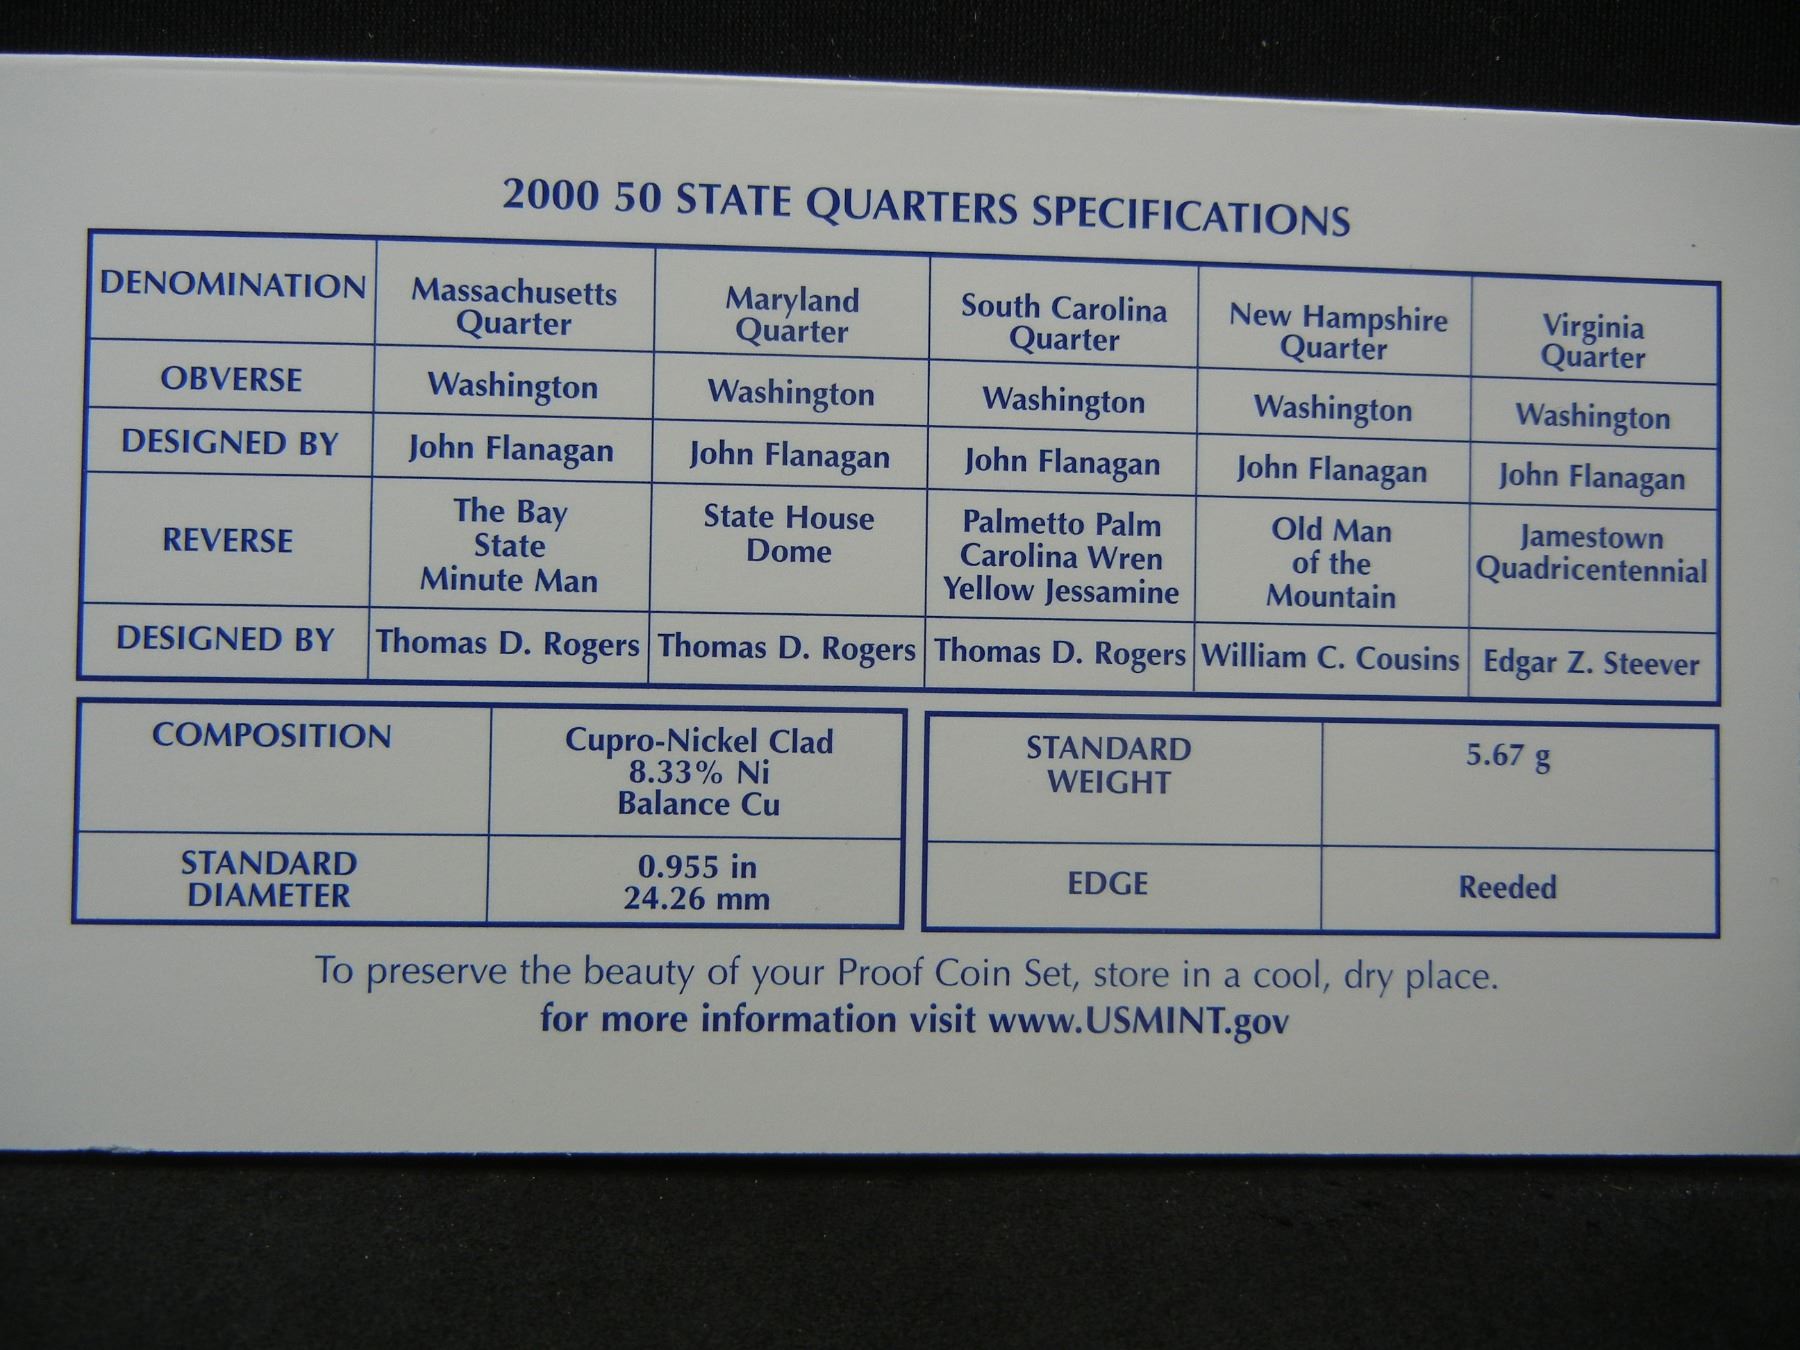 2000 50 STATE QUARTERS SPECIFICATIONS
DENOMINATION
Massachusetts
Quarter
Maryland
Quarter
South Carolina
Quarter
New Hampshire
Quarter
Virginia
Quarter
OBVERSE
Washington
Washington
Washington
Washington
Washington
DESIGNED BY
John Flanagan
John Flanagan
John Flanagan
John Flanagan
John Flanagan
REVERSE
The Bay
State
Minute Man
State House
Dome
Palmetto Palm
Carolina Wren
Yellow Jessamine
Old Man
of the
Mountain
Jamestown
Quadricentennial
DESIGNED BY
Thomas D. Rogers
Thomas D. Rogers
Thomas D. Rogers
William C. Cousins
Edgar Z. Steever
COMPOSITION
Cupro-Nickel Clad
8.33% Ni
Balance Cu
STANDARD
DIAMETER
0.955 in
24.26 mm
STANDARD
WEIGHT
5.67 g
EDGE
Reeded
To preserve the beauty of your Proof Coin Set, store in a cool, dry place.
for more information visit www.USMINT.gov